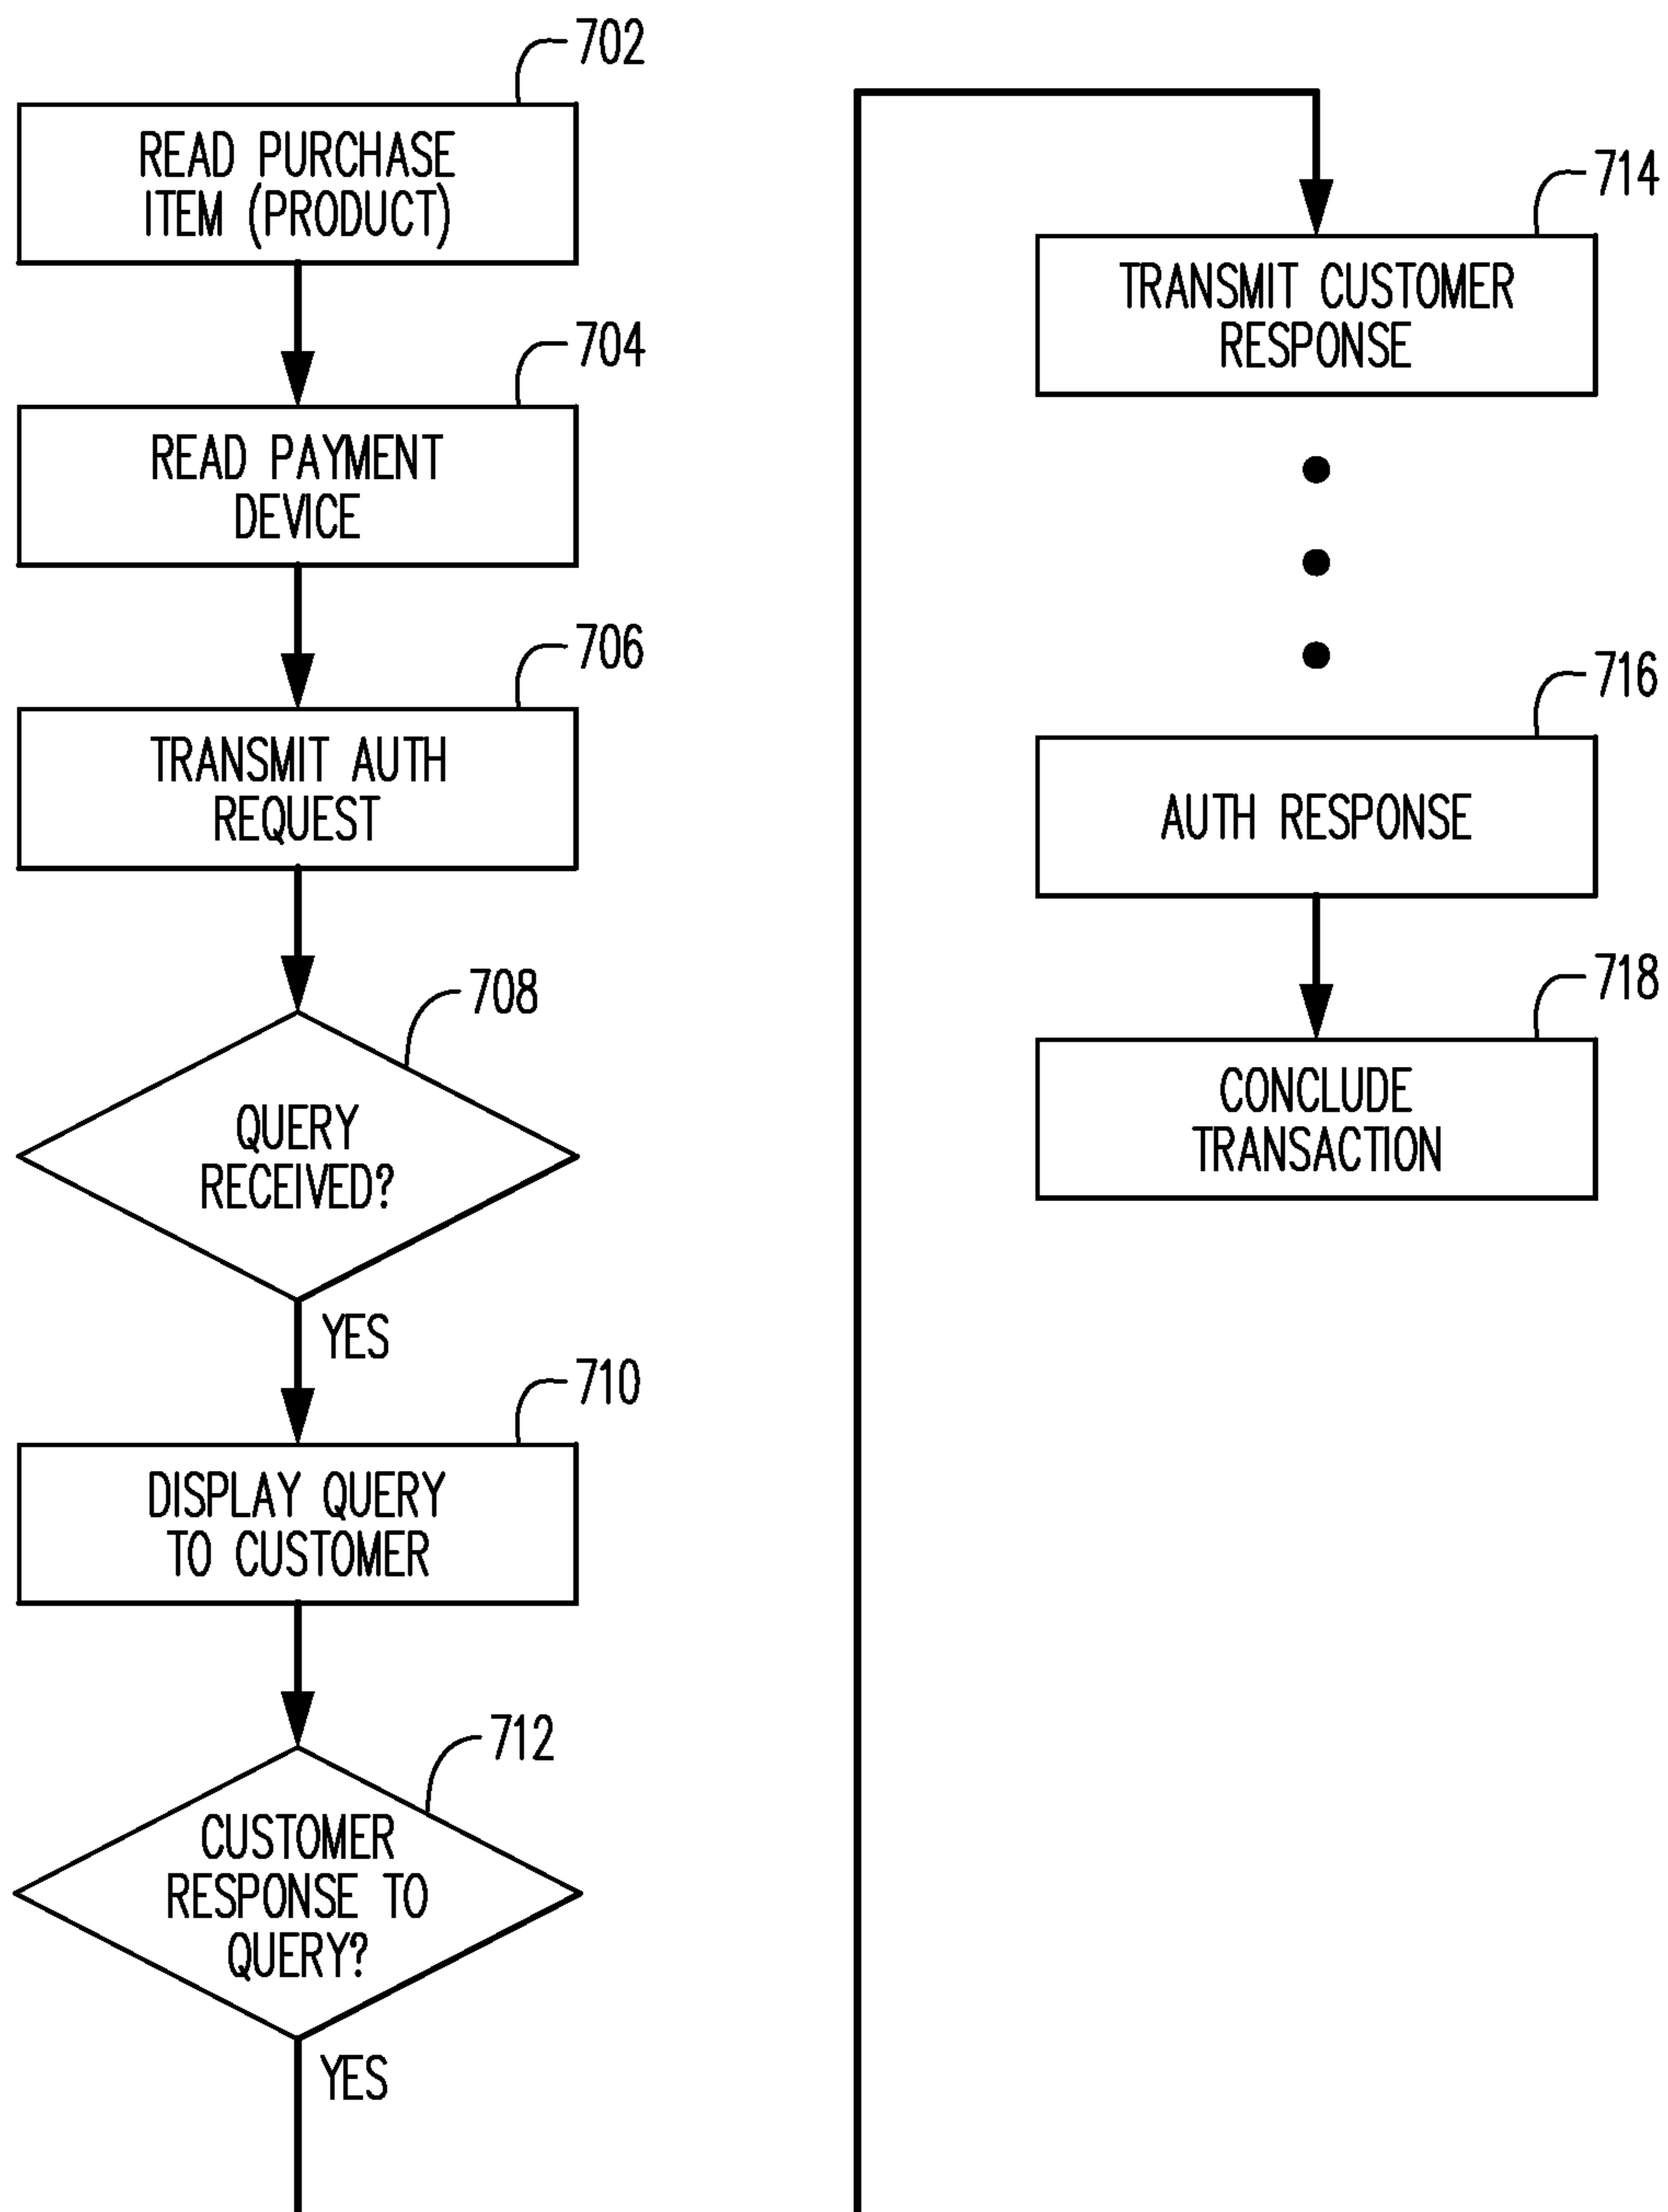 702
READ PURCHASE
ITEM (PRODUCT)
704
READ PAYMENT
DEVICE
706
TRANSMIT AUTH
REQUEST
708
QUERY
RECEIVED?
YES
710
DISPLAY QUERY
TO CUSTOMER
712
CUSTOMER
RESPONSE TO
QUERY?
YES
714
TRANSMIT CUSTOMER
RESPONSE
716
AUTH RESPONSE
718
CONCLUDE
TRANSACTION